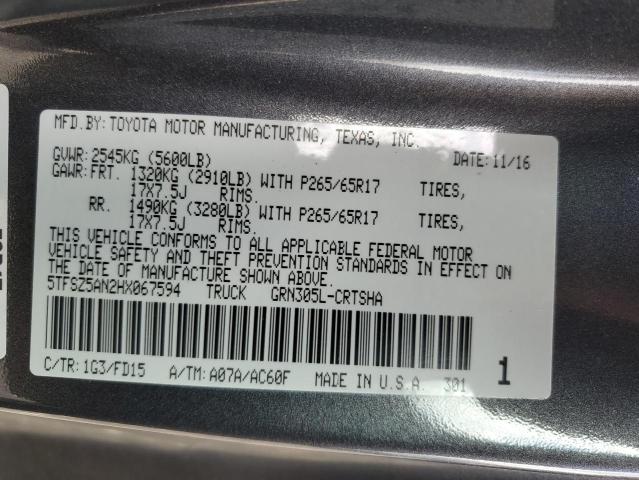 MFD.BY:TOYOTA MOTOR MANUFACTURING, TEXAS, INC.
GVWR:2545KG (5600LB) DATE:11/16
GAWR:FRT. 1320KG (2910LB) WITH P265/65R17 TIRES,
17X7.5J RIMS.
RR. 1490KG (3280LB) WITH P265/65R17 TIRES,
17X7.5J RIMS.
THIS VEHICLE CONFORMS TO ALL APPLICABLE FEDERAL MOTOR
VEHICLE SAFETY AND THEFT PREVENTION STANDARDS IN EFFECT ON
THE DATE OF MANUFACTURE SHOWN ABOVE.
5TFSZ5AN2HX067594 TRUCK GRN305L-CRTSHA
C/TR:1G3/FD15 A/TM:A07A/AC60F MADE IN U.S.A. 301 1